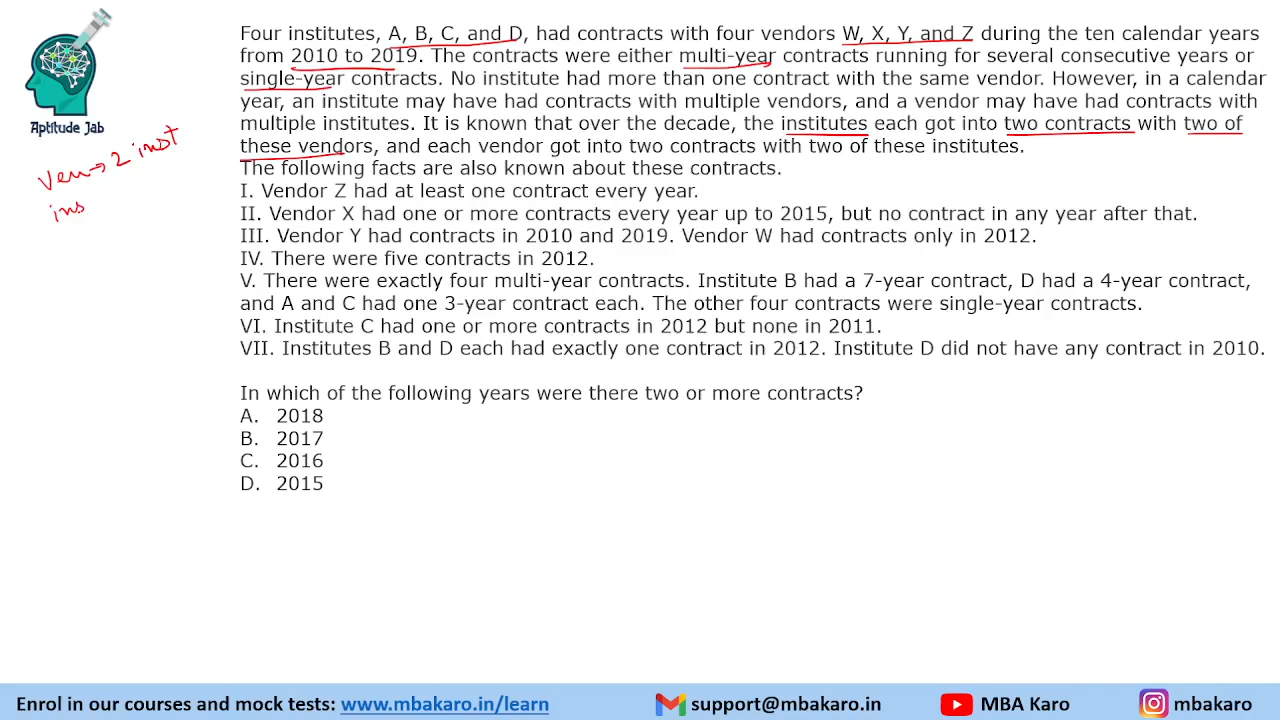 Four institutes, A, B, C, and D, had contracts with four vendors W, X, Y, and Z during the ten calendar years
from 2010 to 2019. The contracts were either multi-year contracts running for several consecutive years or
single-year contracts. No institute had more than one contract with the same vendor. However, in a calendar
year, an institute may have had contracts with multiple vendors, and a vendor may have had contracts with
multiple institutes. It is known that over the decade, the institutes each got into two contracts with two of
these vendors, and each vendor got into two contracts with two of these institutes.
The following facts are also known about these contracts.
I. Vendor Z had at least one contract every year.
II. Vendor X had one or more contracts every year up to 2015, but no contract in any year after that.
III. Vendor Y had contracts in 2010 and 2019. Vendor W had contracts only in 2012.
IV. There were five contracts in 2012.
V. There were exactly four multi-year contracts. Institute B had a 7-year contract, D had a 4-year contract,
and A and C had one 3-year contract each. The other four contracts were single-year contracts.
VI. Institute C had one or more contracts in 2012 but none in 2011.
VII. Institutes B and D each had exactly one contract in 2012. Institute D did not have any contract in 2010.
In which of the following years were there two or more contracts?
A. 2018
B. 2017
C. 2016
D. 2015
Aptitude Jab
Ven → 2 inst
ins
Enrol in our courses and mock tests: www.mbakaro.in/learn
support@mbakaro.in
MBA Karo
mbakaro